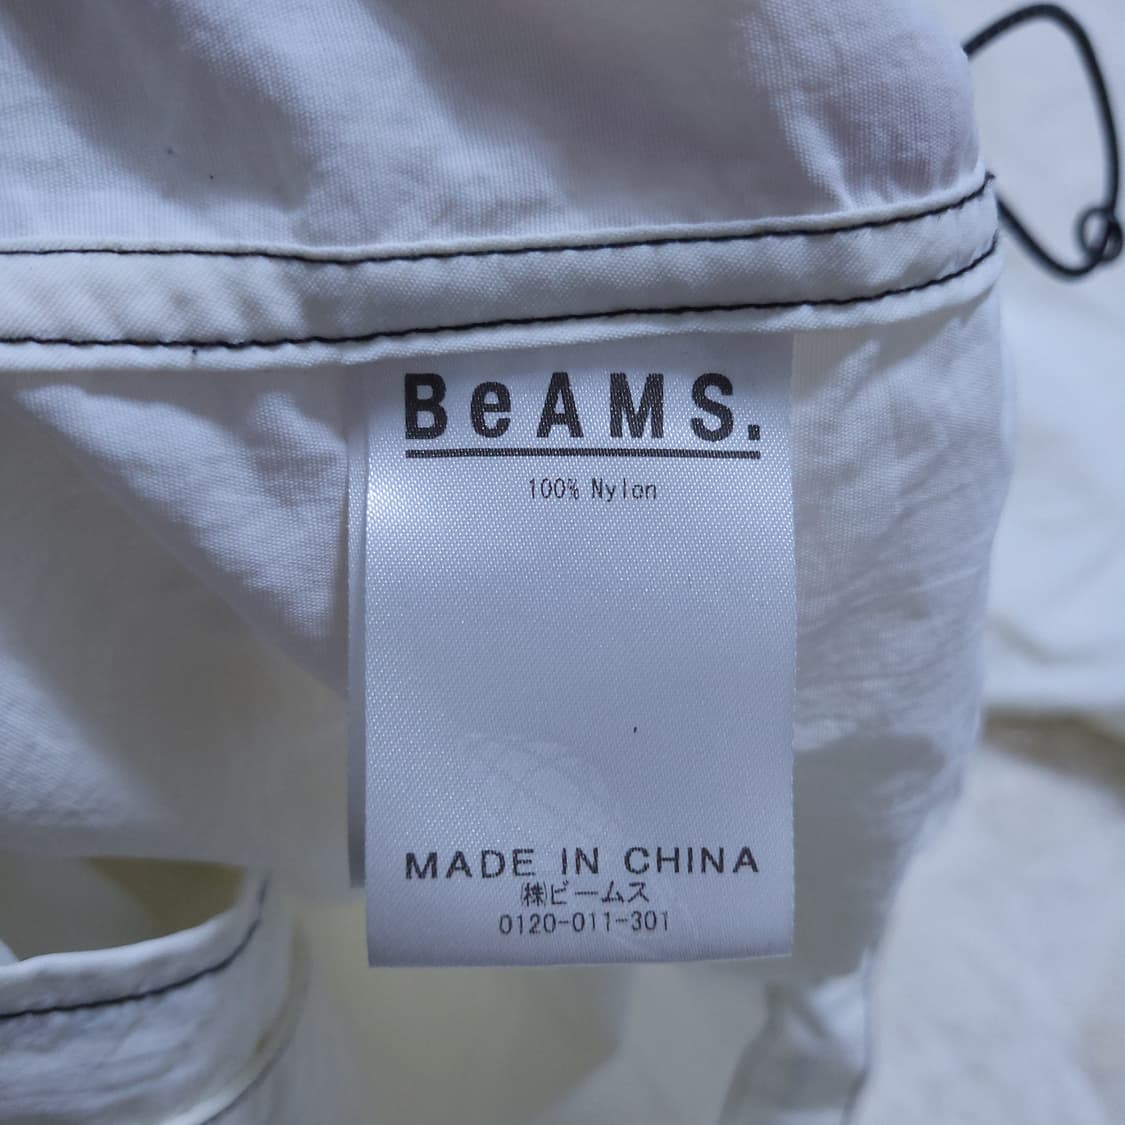 BeAMS.
100% Nylon
MADE IN CHINA
㈱ビームス
0120-011-301